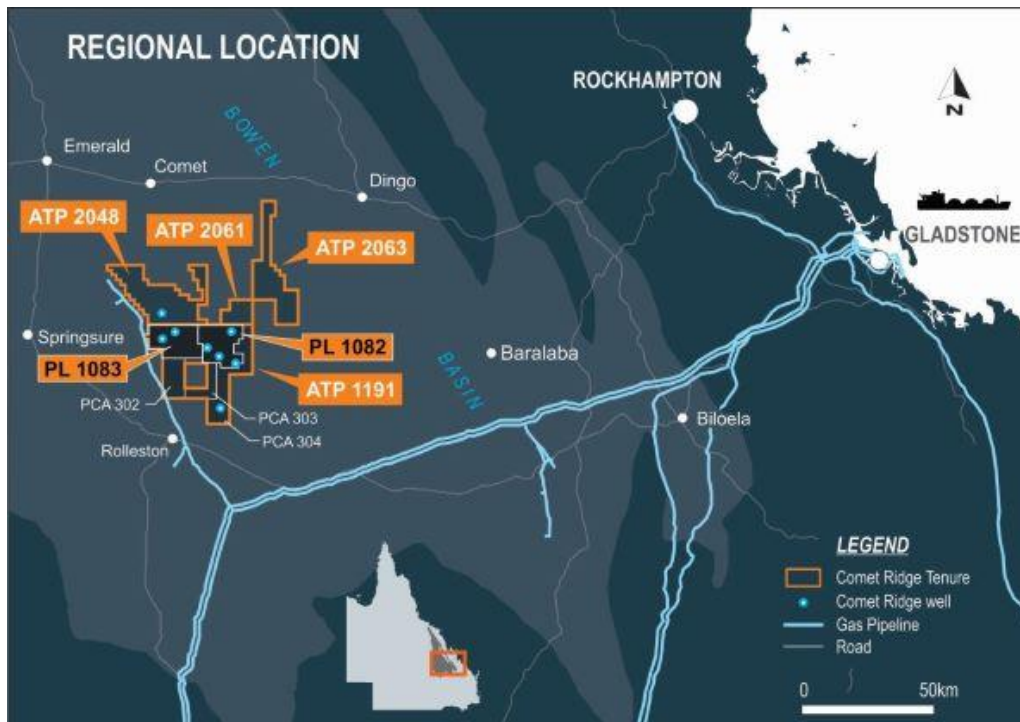 REGIONAL LOCATION
ROCKHAMPTON
N
BOWEN
Emerald
Comet
Dingo
ATP 2048
ATP 2061
ATP 2063
GLADSTONE
Springsure
PL 1082
PL 1083
Baralaba
BASIN
ATP 1191
PCA 302
PCA 303
PCA 304
Biloela
Rolleston
LEGEND
Comet Ridge Tenure
Comet Ridge well
Gas Pipeline
Road
0 50km